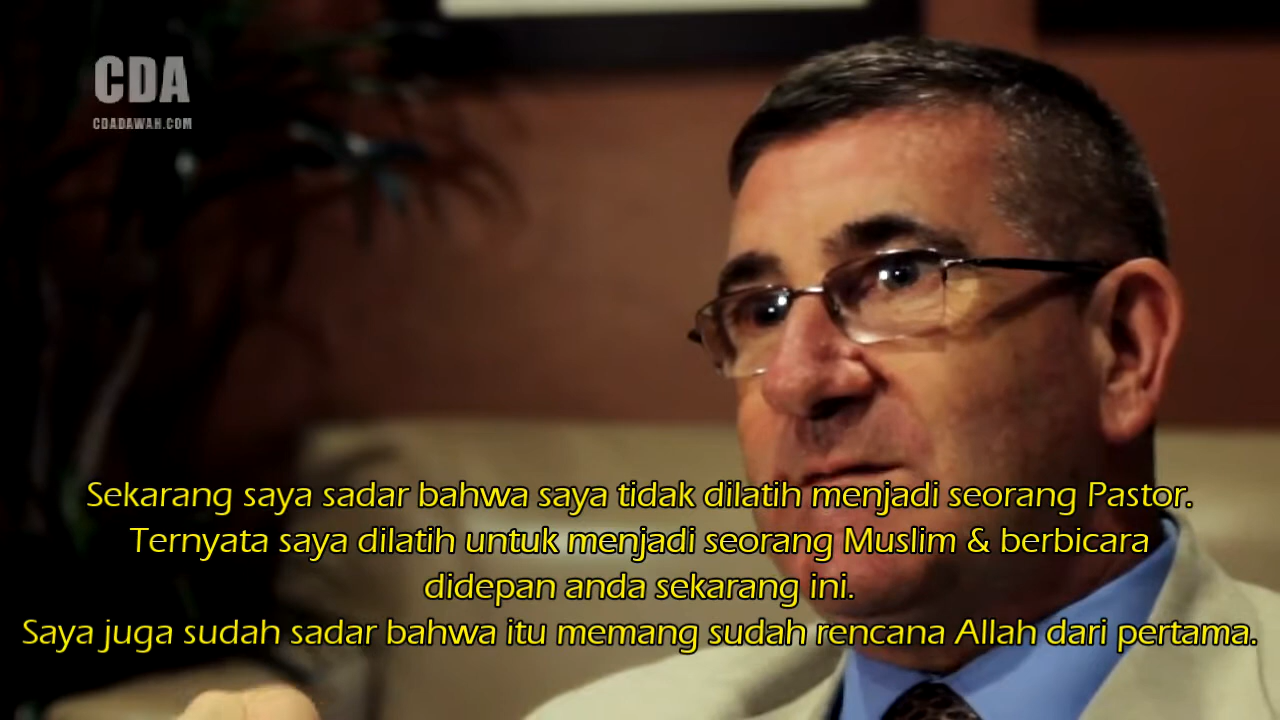 CDA
CDADAWAH.COM
Sekarang saya sadar bahwa saya tidak dilatih menjadi seorang Pastor.
Ternyata saya dilatih untuk menjadi seorang Muslim & berbicara
didepan anda sekarang ini.
Saya juga sudah sadar bahwa itu memang sudah rencana Allah dari pertama.